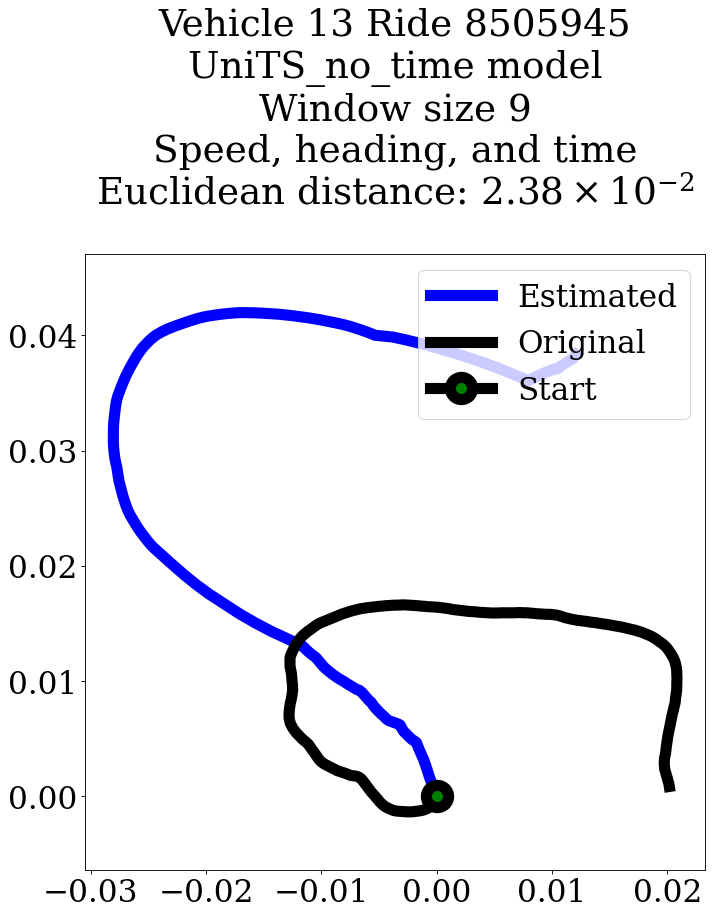 Vehicle 13 Ride 8505945
UniTS_no_time model
Window size 9
Speed, heading, and time
Euclidean distance: 2.38 × 10⁻²
Estimated
Original
Start
0.04
0.03
0.02
0.01
0.00
−0.03 −0.02 −0.01 0.00 0.01 0.02